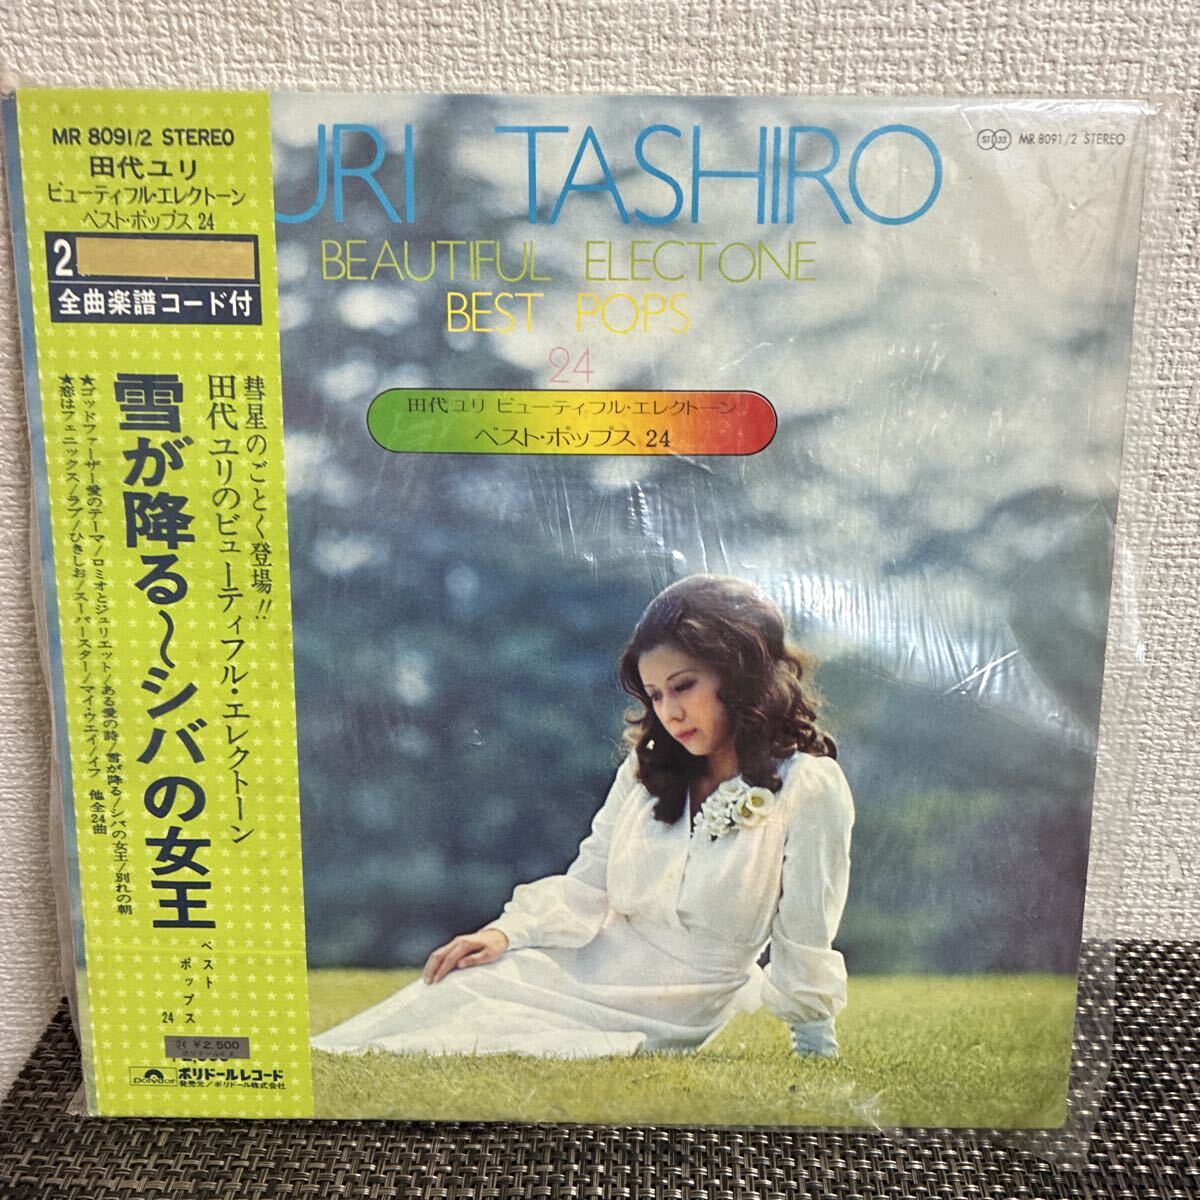 MR 8091/2 STEREO
田代ユリ
ビューティフル・エレクトーン
ベスト・ポップス 24
2
全曲楽譜コード付
彗星のごとく登場!!
田代ユリのビューティフル・エレクトーン
雪が降る～シバの女王
ベスト
ポップス
24
★ゴッドファーザー愛のテーマ/ロミオとジュリエット/ある愛の詩/雪が降る/シバの女王/別れの朝
★恋はフェニックス/ラブ/ひきしお/スーパースター/マイ・ウエイ/イフ 他全24曲
¥2,500
ポリドールK.K.
Polydor
ポリドールレコード
発売元/ポリドール株式会社
URI TASHIRO
ST 33
MR 8091/2 STEREO
BEAUTIFUL ELECTONE
BEST POPS
24
田代ユリ ビューティフル・エレクトーン
ベスト・ポップス 24